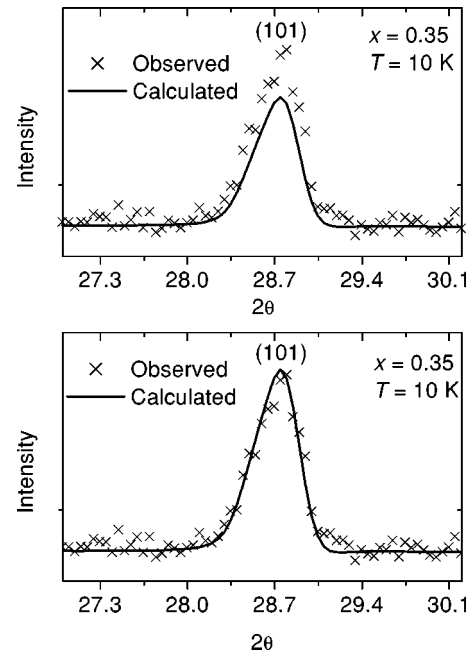 (101)
x = 0.35
× Observed
T = 10 K
Calculated
Intensity
27.3 28.0 28.7 29.4 30.1
2θ
(101)
x = 0.35
× Observed
T = 10 K
Calculated
Intensity
27.3 28.0 28.7 29.4 30.1
2θ